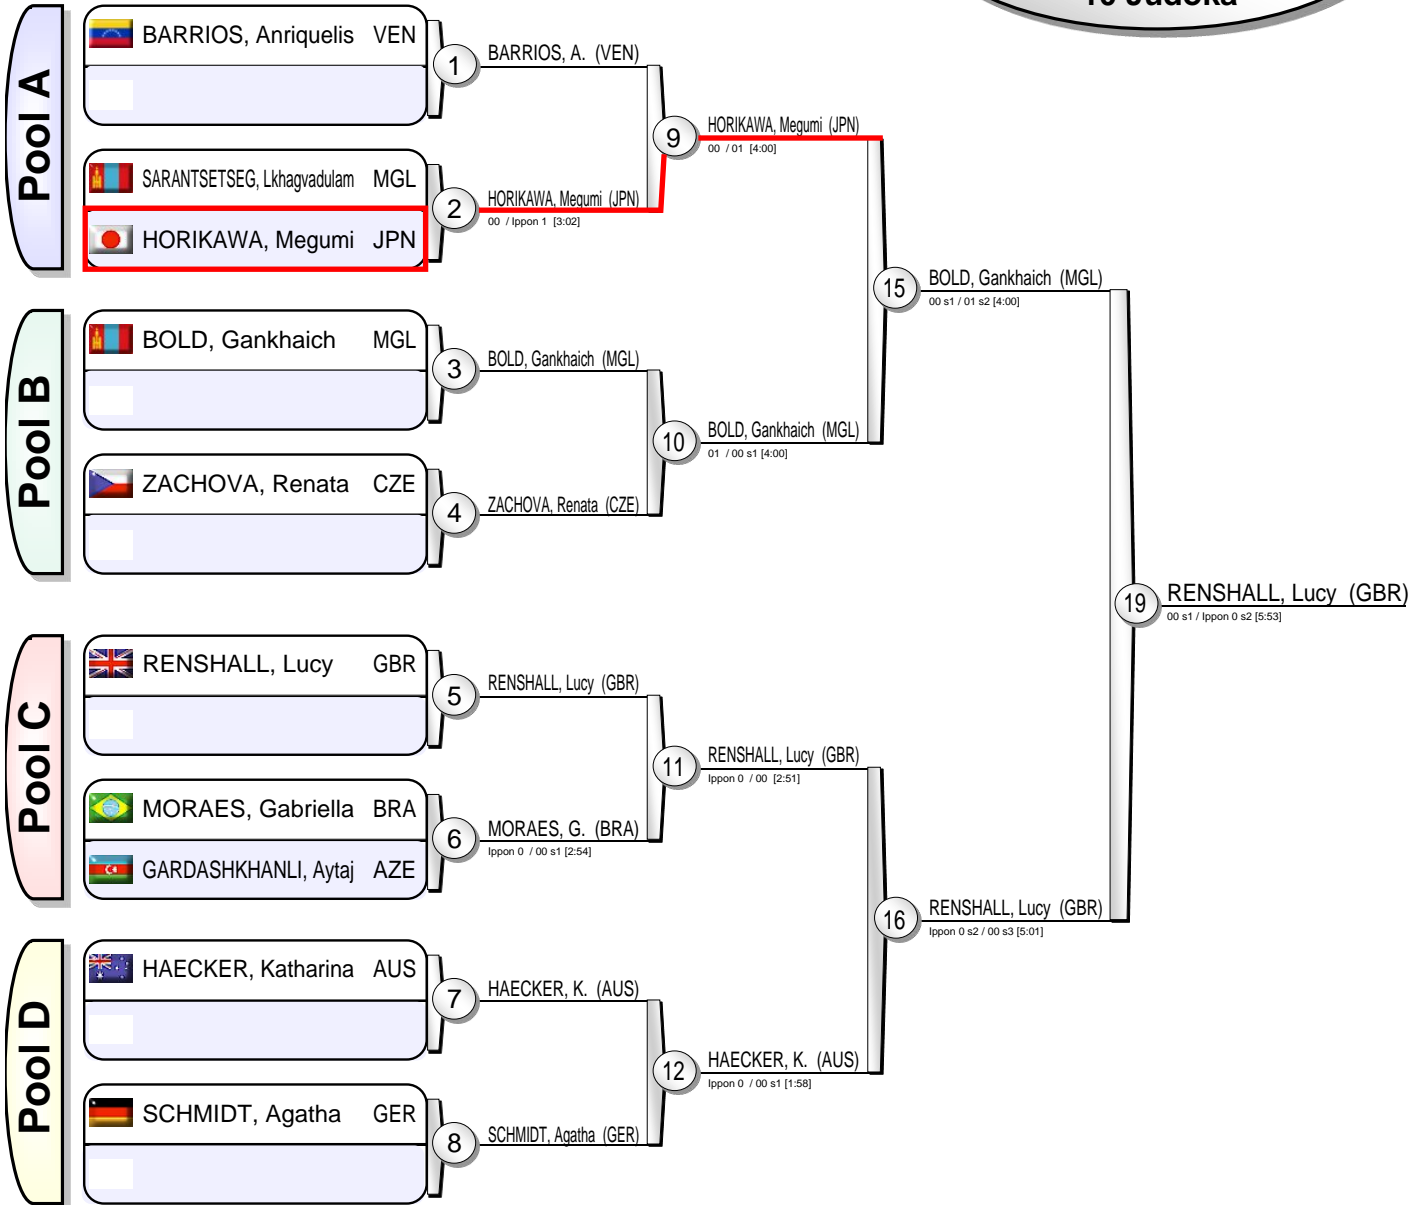 10 Judoka
Pool A
BARRIOS, Anriquelis VEN
SARANTSETSEG, Lkhagvadulam MGL
HORIKAWA, Megumi JPN
1
BARRIOS, A. (VEN)
2
HORIKAWA, Megumi (JPN)
00 / Ippon 1 [3:02]
9
HORIKAWA, Megumi (JPN)
00 / 01 [4:00]
Pool B
BOLD, Gankhaich MGL
ZACHOVA, Renata CZE
3
BOLD, Gankhaich (MGL)
4
ZACHOVA, Renata (CZE)
10
BOLD, Gankhaich (MGL)
01 / 00 s1 [4:00]
15
BOLD, Gankhaich (MGL)
00 s1 / 01 s2 [4:00]
Pool C
RENSHALL, Lucy GBR
MORAES, Gabriella BRA
GARDASHKHANLI, Aytaj AZE
5
RENSHALL, Lucy (GBR)
6
MORAES, G. (BRA)
Ippon 0 / 00 s1 [2:54]
11
RENSHALL, Lucy (GBR)
Ippon 0 / 00 [2:51]
Pool D
HAECKER, Katharina AUS
SCHMIDT, Agatha GER
7
HAECKER, K. (AUS)
8
SCHMIDT, Agatha (GER)
12
HAECKER, K. (AUS)
Ippon 0 / 00 s1 [1:58]
16
RENSHALL, Lucy (GBR)
Ippon 0 s2 / 00 s3 [5:01]
19
RENSHALL, Lucy (GBR)
00 s1 / Ippon 0 s2 [5:53]